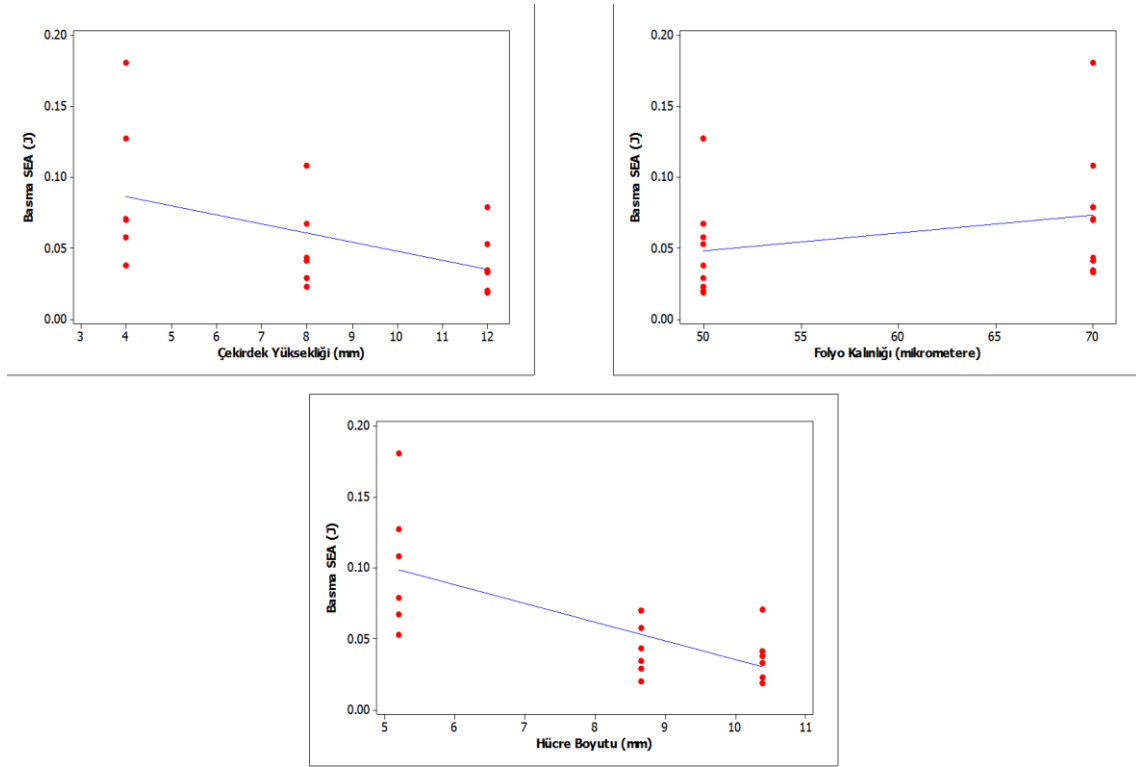 0.20
0.15
0.10
0.05
0.00
Basma SEA (J)
3 4 5 6 7 8 9 10 11 12
Çekirdek Yüksekliği (mm)
0.20
0.15
0.10
0.05
0.00
Basma SEA (J)
50 55 60 65 70
Folyo Kalınlığı (mikrometere)
0.20
0.15
0.10
0.05
0.00
Basma SEA (J)
5 6 7 8 9 10 11
Hücre Boyutu (mm)